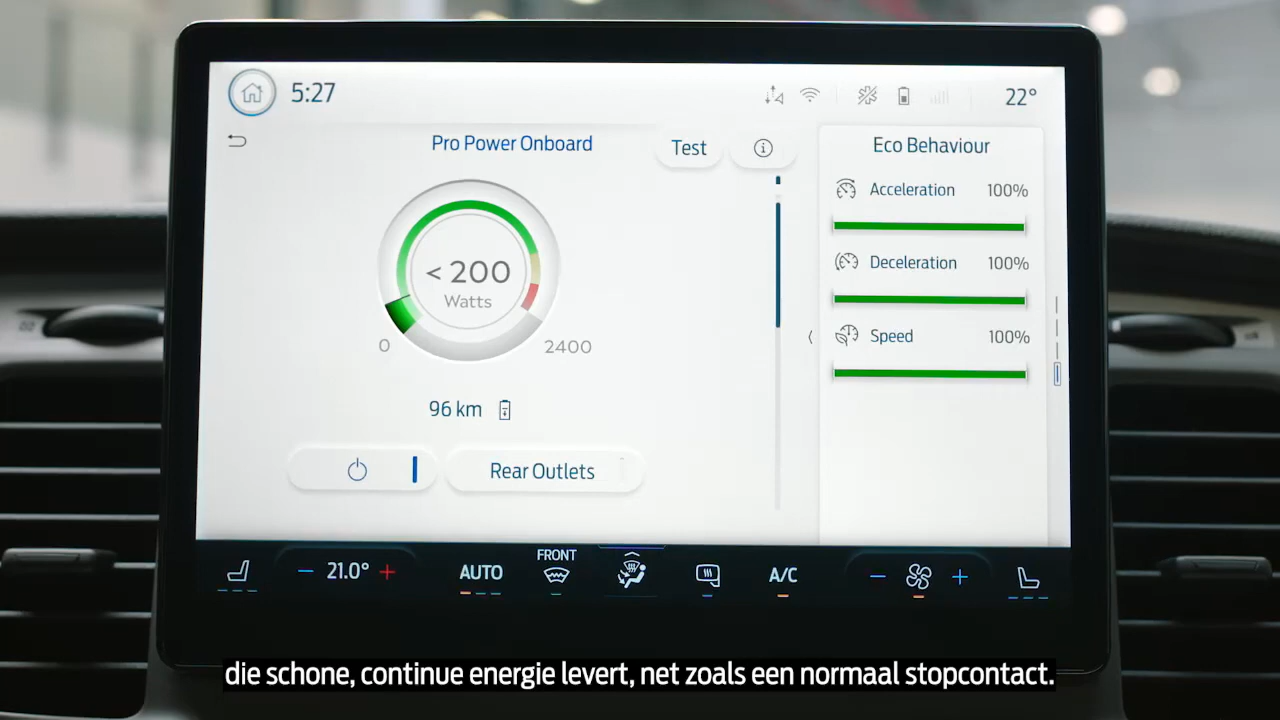 5:27
22°
Pro Power Onboard
Test
Eco Behaviour
Acceleration 100%
Deceleration 100%
Speed 100%
< 200
Watts
0
2400
96 km
Rear Outlets
21.0°
AUTO
FRONT
A/C
die schone, continue energie levert, net zoals een normaal stopcontact.